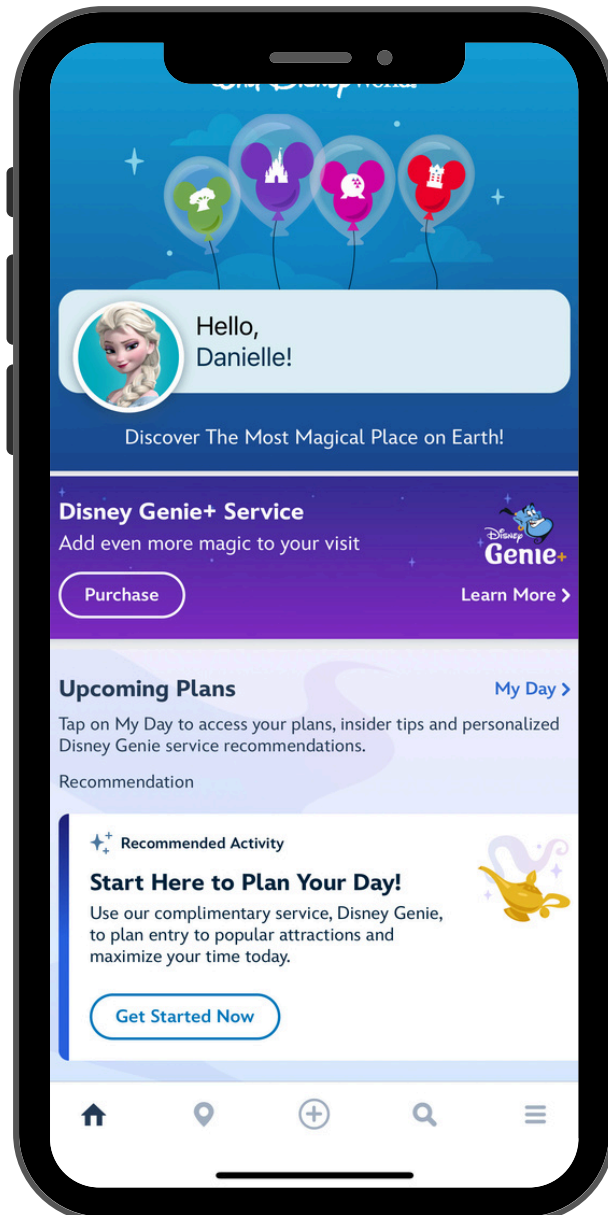 Walt Disney World
Hello,
Danielle!
Discover The Most Magical Place on Earth!
Disney Genie+ Service
Add even more magic to your visit
Disney
Genie+
Purchase
Learn More
Upcoming Plans
My Day
Tap on My Day to access your plans, insider tips and personalized
Disney Genie service recommendations.
Recommendation
Recommended Activity
Start Here to Plan Your Day!
Use our complimentary service, Disney Genie,
to plan entry to popular attractions and
maximize your time today.
Get Started Now